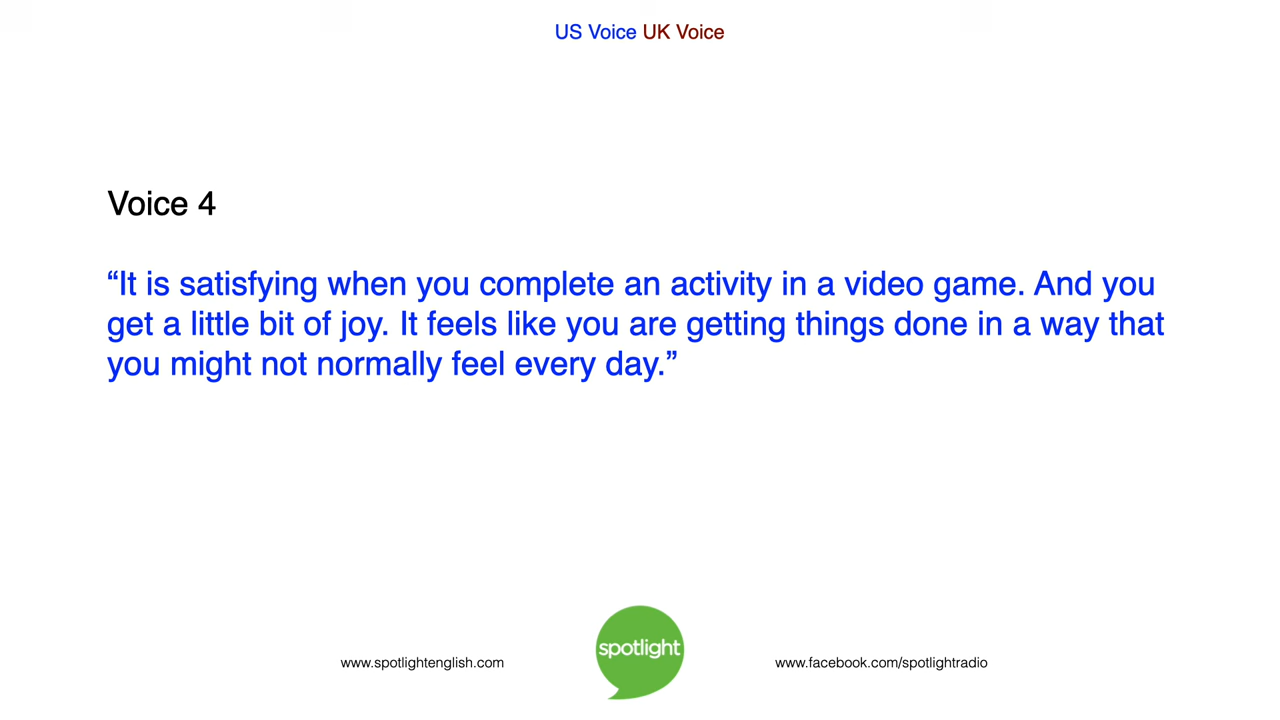 US Voice UK Voice
Voice 4
“It is satisfying when you complete an activity in a video game. And you
get a little bit of joy. It feels like you are getting things done in a way that
you might not normally feel every day.”
spotlight
www.spotlightenglish.com
www.facebook.com/spotlightradio